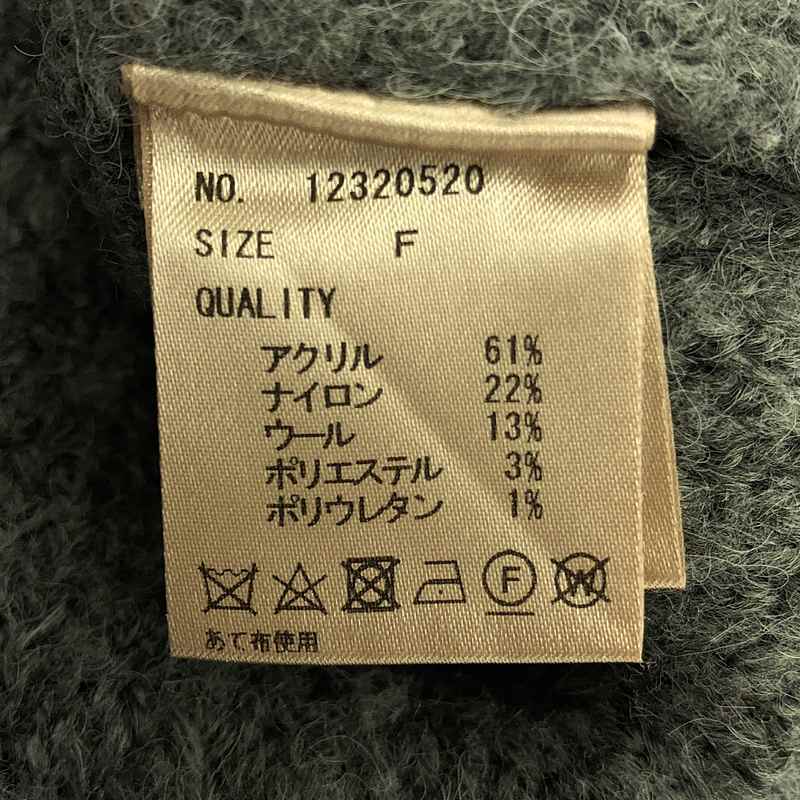 NO. 12320520
SIZE F
QUALITY
アクリル 61%
ナイロン 22%
ウール 13%
ポリエステル 3%
ポリウレタン 1%
F W
あて布使用